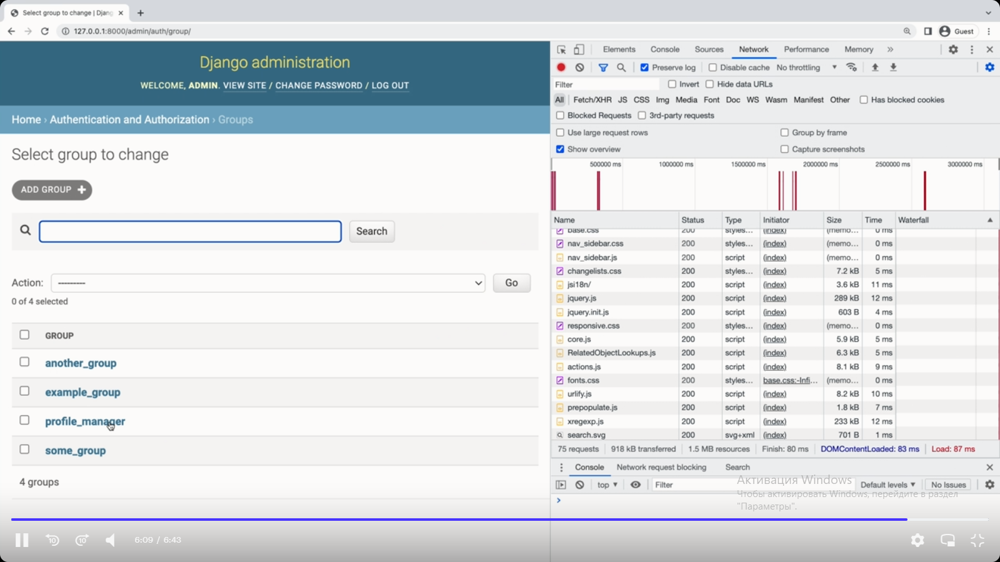 Select group to change | Djang
127.0.0.1:8000/admin/auth/group/
Guest
Django administration
WELCOME, ADMIN. VIEW SITE / CHANGE PASSWORD / LOG OUT
Home › Authentication and Authorization › Groups
Select group to change
ADD GROUP +
Search
Action: ---------
Go
0 of 4 selected
GROUP
another_group
example_group
profile_manager
some_group
4 groups
6:09 / 6:43
Elements Console Sources Network Performance Memory »
Preserve log Disable cache No throttling
Filter Invert Hide data URLs
All Fetch/XHR JS CSS Img Media Font Doc WS Wasm Manifest Other Has blocked cookies
Blocked Requests 3rd-party requests
Use large request rows Group by frame
Show overview Capture screenshots
500000 ms 1000000 ms 1500000 ms 2000000 ms 2500000 ms 3000000 ms
Name Status Type Initiator Size Time Waterfall
base.css 200 styles... (index) (memo... 0 ms
nav_sidebar.css 200 styles... (index) (memo... 0 ms
nav_sidebar.js 200 script (index) (memo... 0 ms
changelists.css 200 styles... (index) 7.2 kB 5 ms
jsi18n/ 200 script (index) 3.6 kB 11 ms
jquery.js 200 script (index) 289 kB 12 ms
jquery.init.js 200 script (index) 603 B 4 ms
responsive.css 200 styles... (index) (memo... 0 ms
core.js 200 script (index) 5.9 kB 5 ms
RelatedObjectLookups.js 200 script (index) 6.3 kB 5 ms
actions.js 200 script (index) 8.1 kB 9 ms
fonts.css 200 styles... base.css:-Infi... (memo... 0 ms
urlify.js 200 script (index) 8.2 kB 10 ms
prepopulate.js 200 script (index) 1.8 kB 7 ms
xregexp.js 200 script (index) 233 kB 12 ms
search.svg 200 svg+xml (index) 701 B 1 ms
75 requests 918 kB transferred 1.5 MB resources Finish: 80 ms DOMContentLoaded: 83 ms Load: 87 ms
Console Network request blocking Search
top Filter Default levels No Issues
Активация Windows
Чтобы активировать Windows, перейдите в раздел
"Параметры".